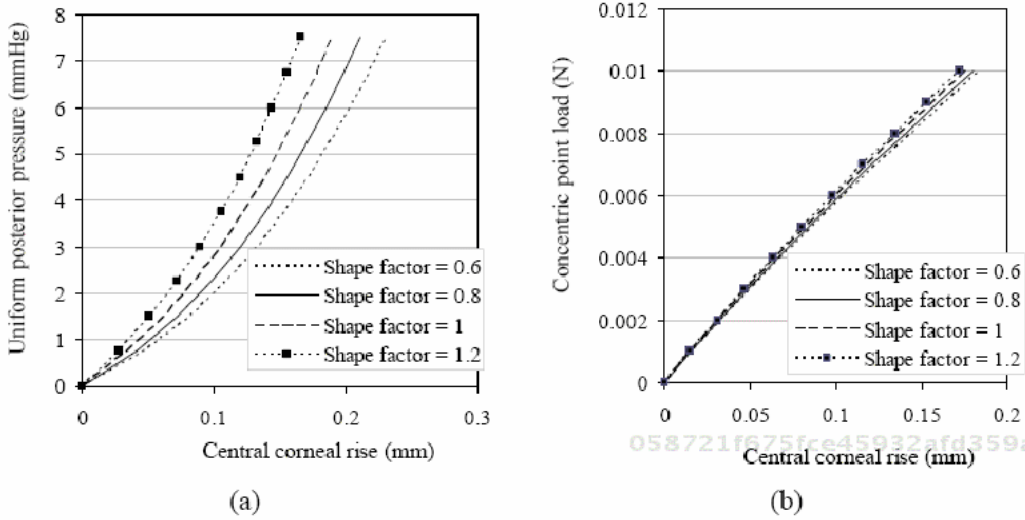 Uniform posterior pressure (mmHg)
8
7
6
5
4
3
2
1
0
0
0.1
0.2
0.3
Shape factor = 0.6
Shape factor = 0.8
Shape factor = 1
Shape factor = 1.2
Central corneal rise (mm)
(a)
Concentric point load (N)
0.012
0.01
0.008
0.006
0.004
0.002
0
0
0.05
0.1
0.15
0.2
Shape factor = 0.6
Shape factor = 0.8
Shape factor = 1
Shape factor = 1.2
058721f675fce45932afd359a
Central corneal rise (mm)
(b)